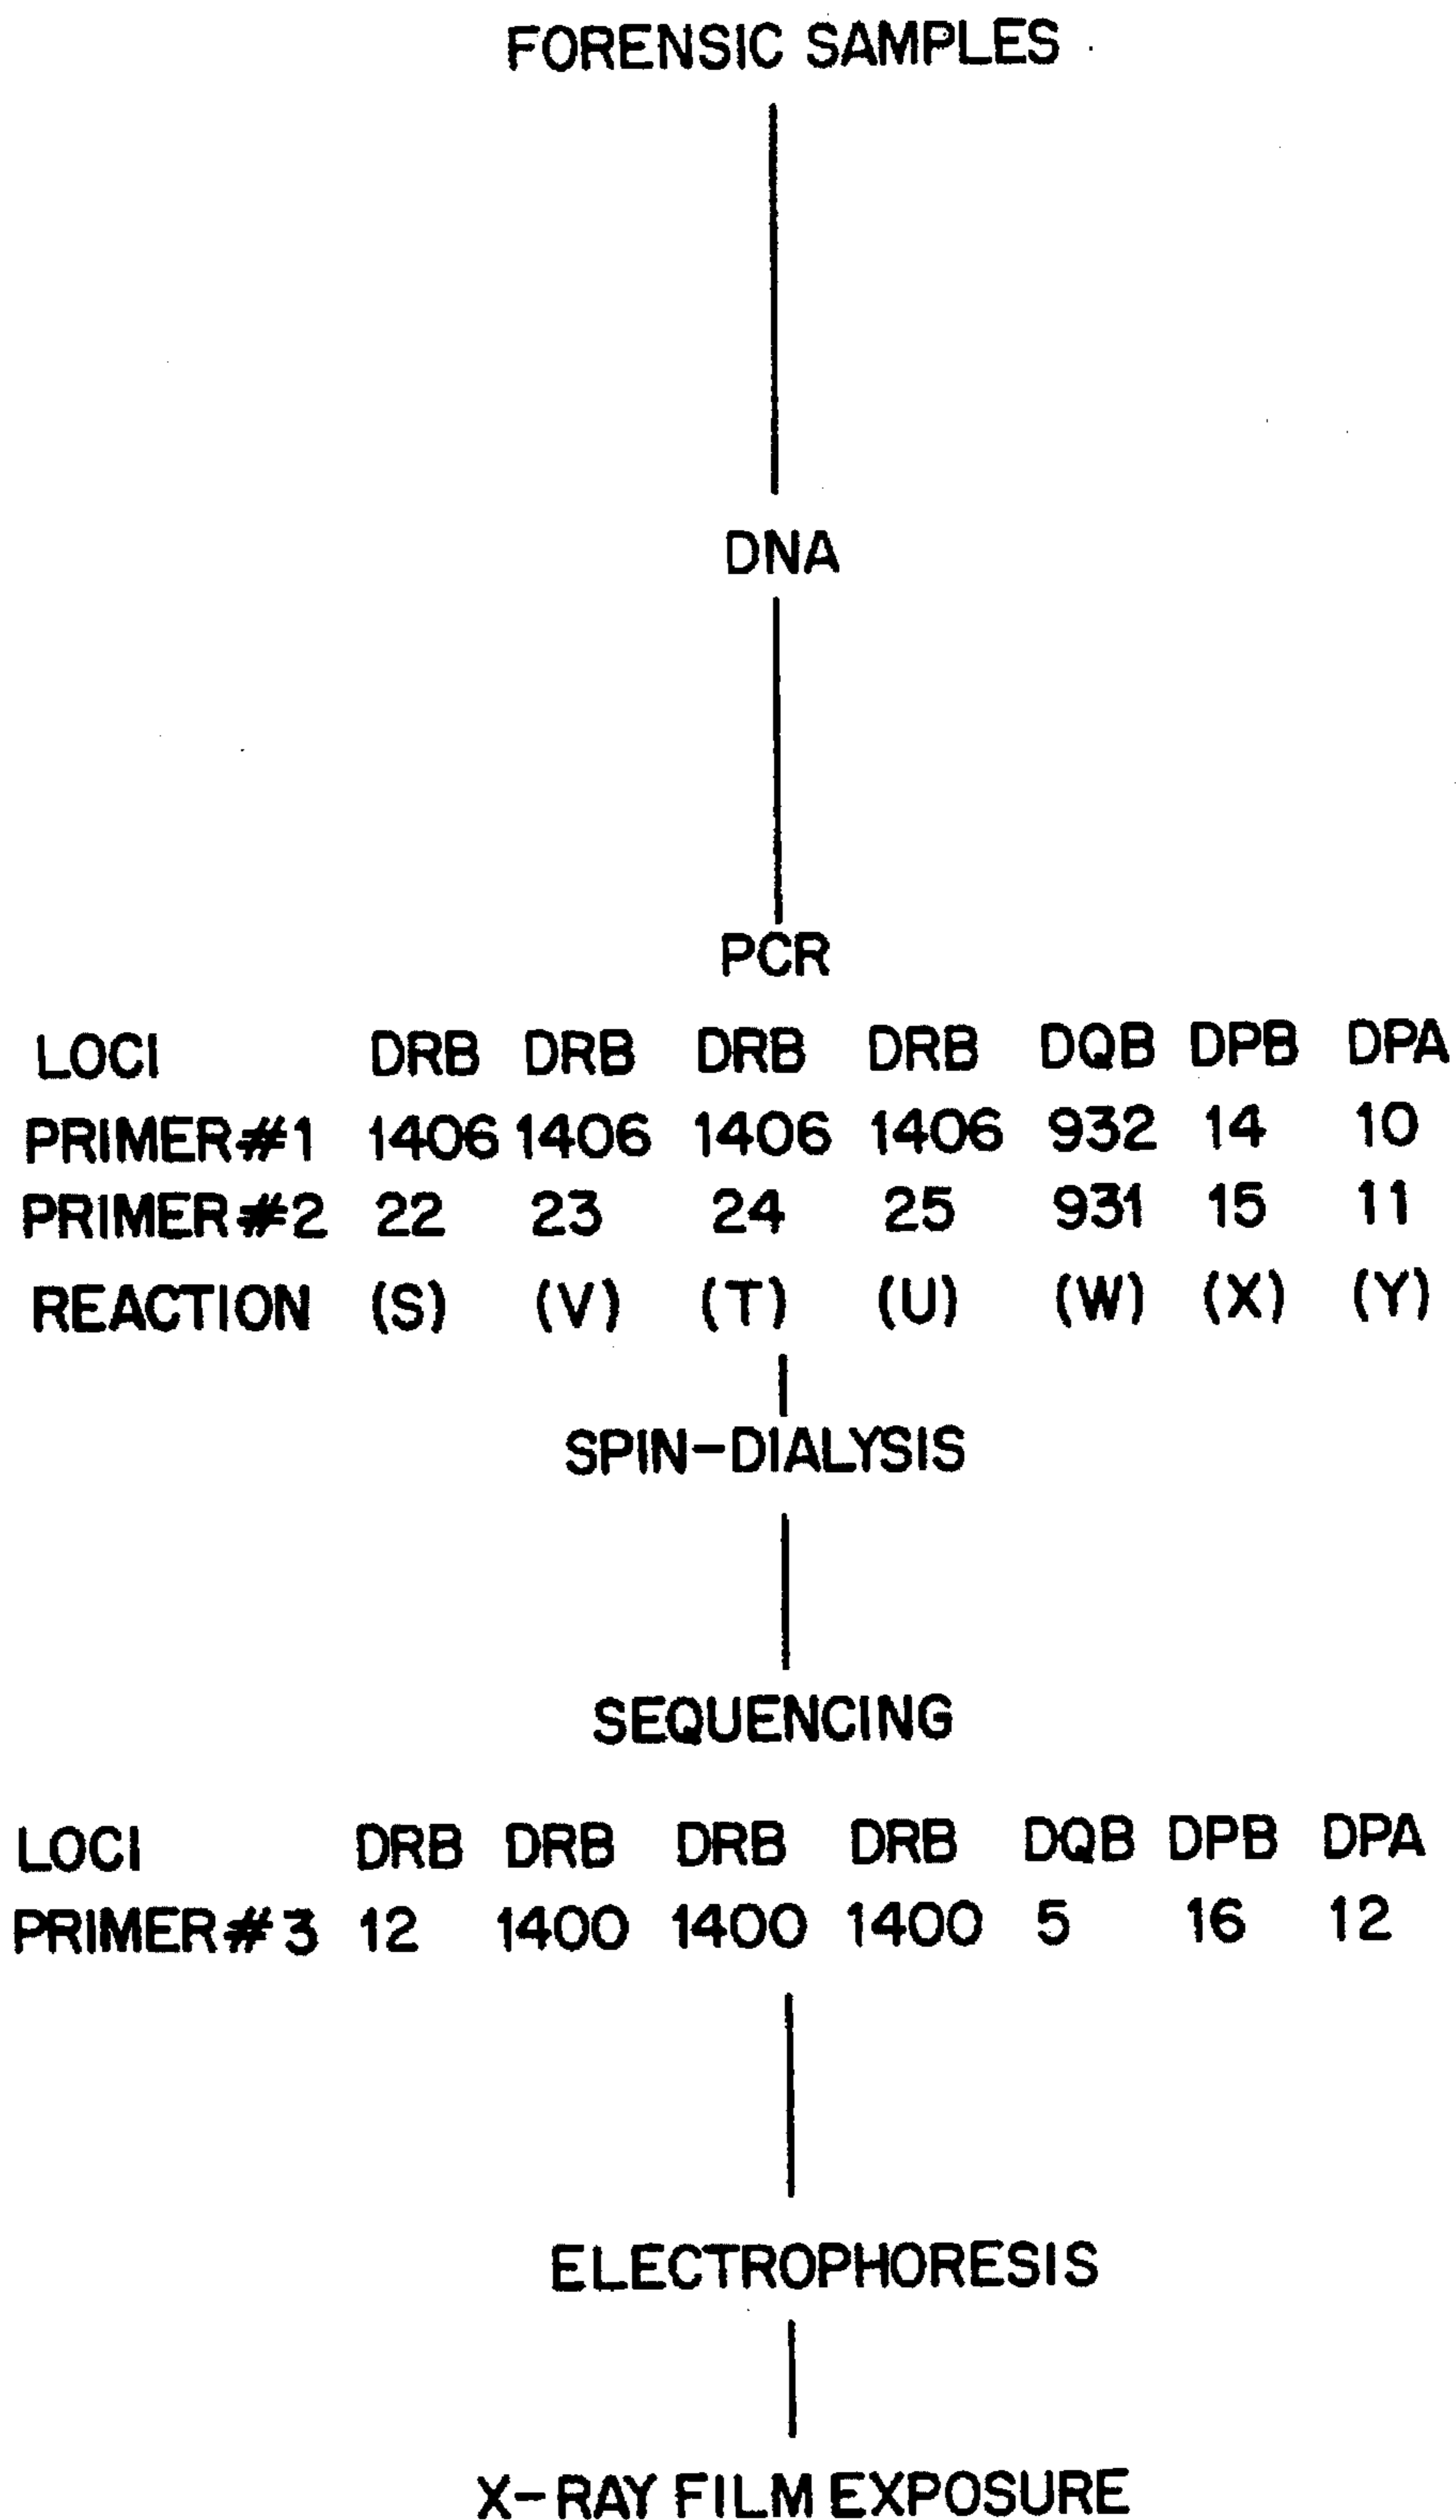 FORENSIC SAMPLES
DNA
PCR
LOCI DRB DRB DRB DRB DQB DPB DPA
PRIMER#1 1406 1406 1406 1406 932 14 10
PRIMER#2 22 23 24 25 931 15 11
REACTION (S) (V) (T) (U) (W) (X) (Y)
SPIN-DIALYSIS
SEQUENCING
LOCI DRB DRB DRB DRB DQB DPB DPA
PRIMER#3 12 1400 1400 1400 5 16 12
ELECTROPHORESIS
X-RAY FILM EXPOSURE